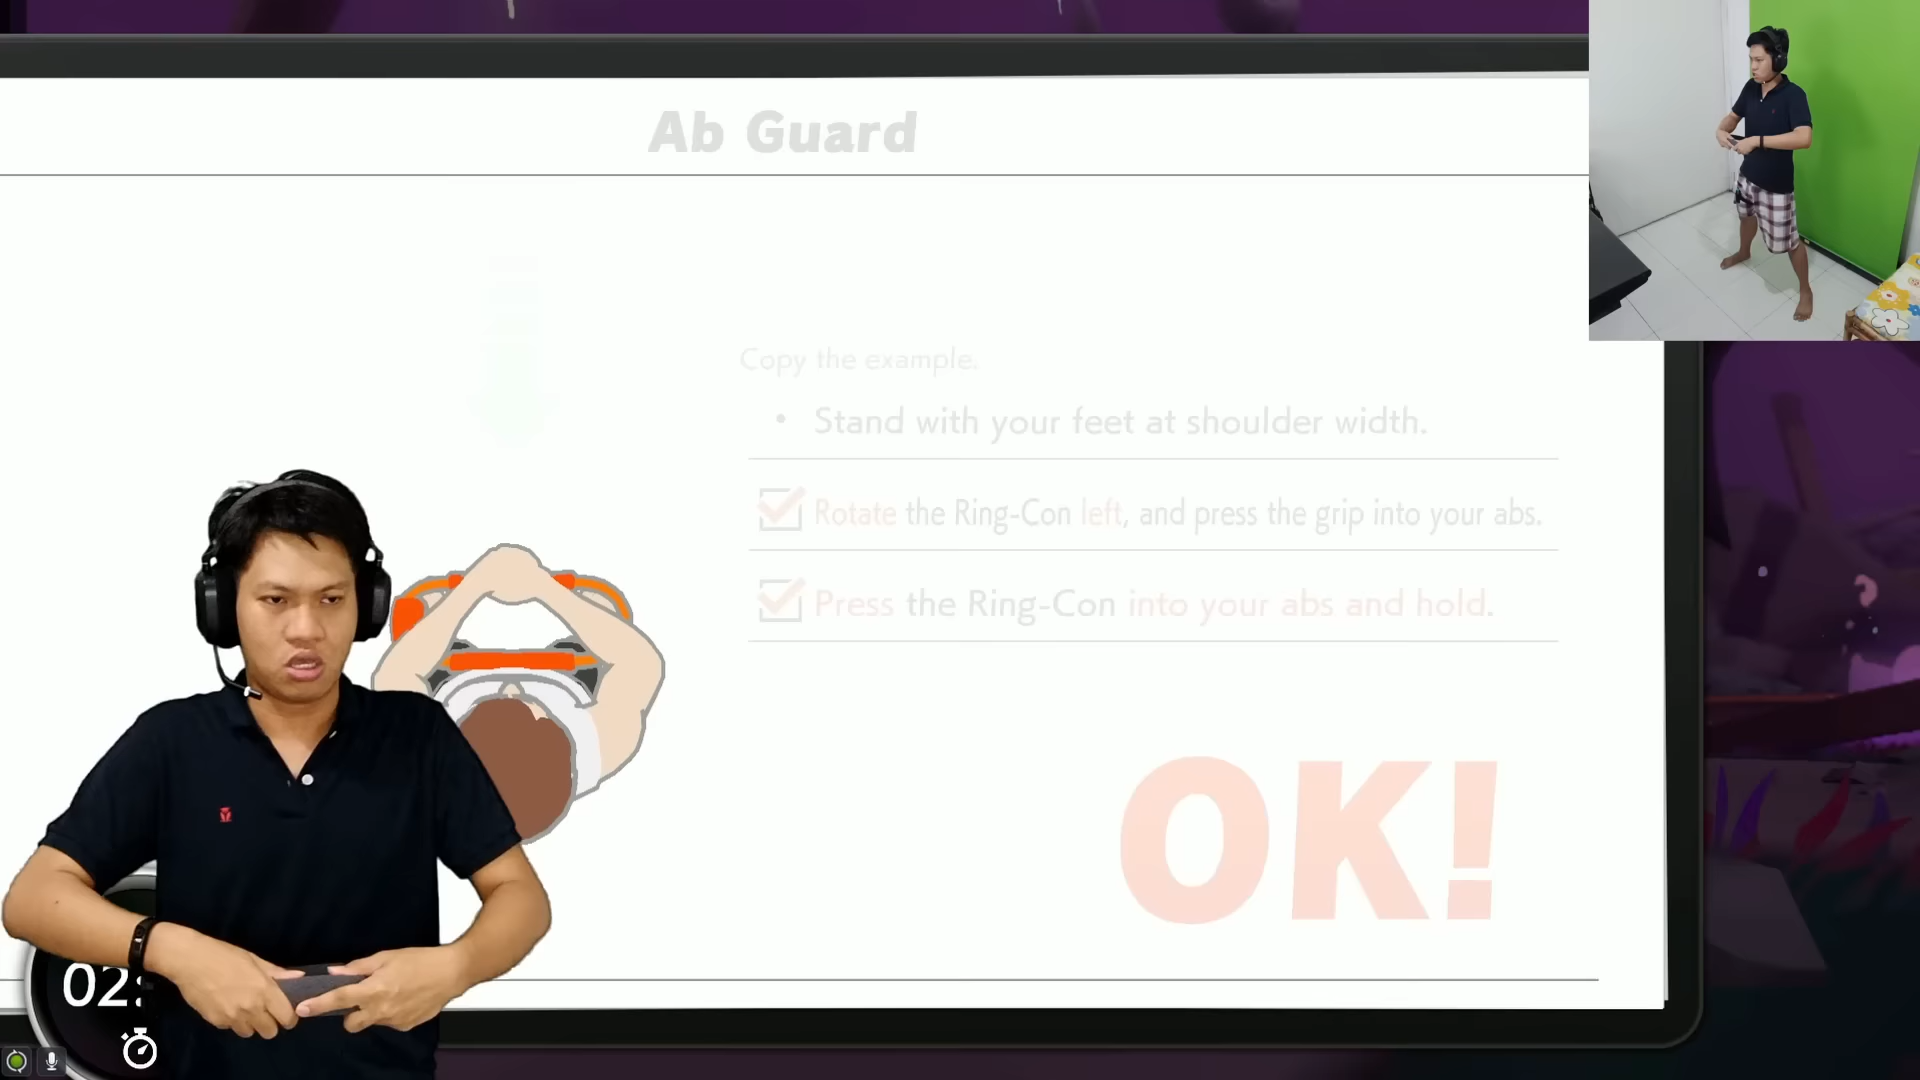 Ab Guard
Copy the example.
• Stand with your feet at shoulder width.
Rotate the Ring-Con left, and press the grip into your abs.
Press the Ring-Con into your abs and hold.
OK!
02: